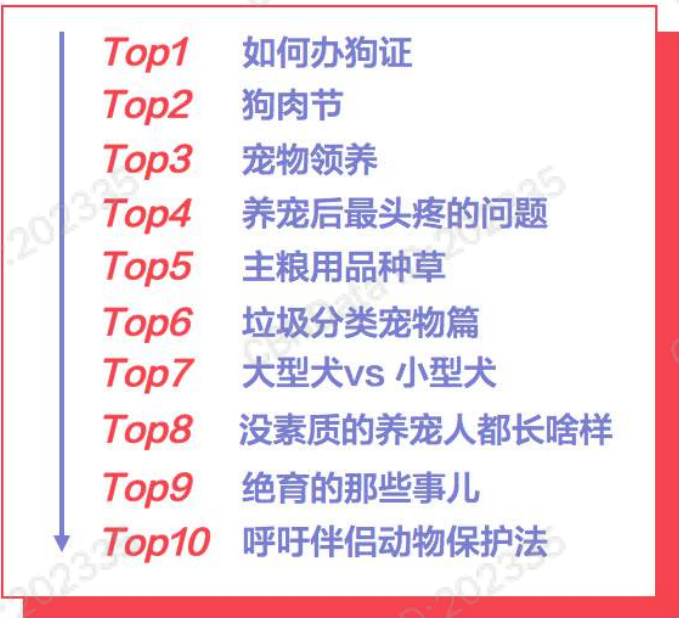 Top1 如何办狗证
Top2 狗肉节
Top3 宠物领养
Top4 养宠后最头疼的问题
Top5 主粮用品种草
Top6 垃圾分类宠物篇
Top7 大型犬vs 小型犬
Top8 没素质的养宠人都长啥样
Top9 绝育的那些事儿
Top10 呼吁伴侣动物保护法